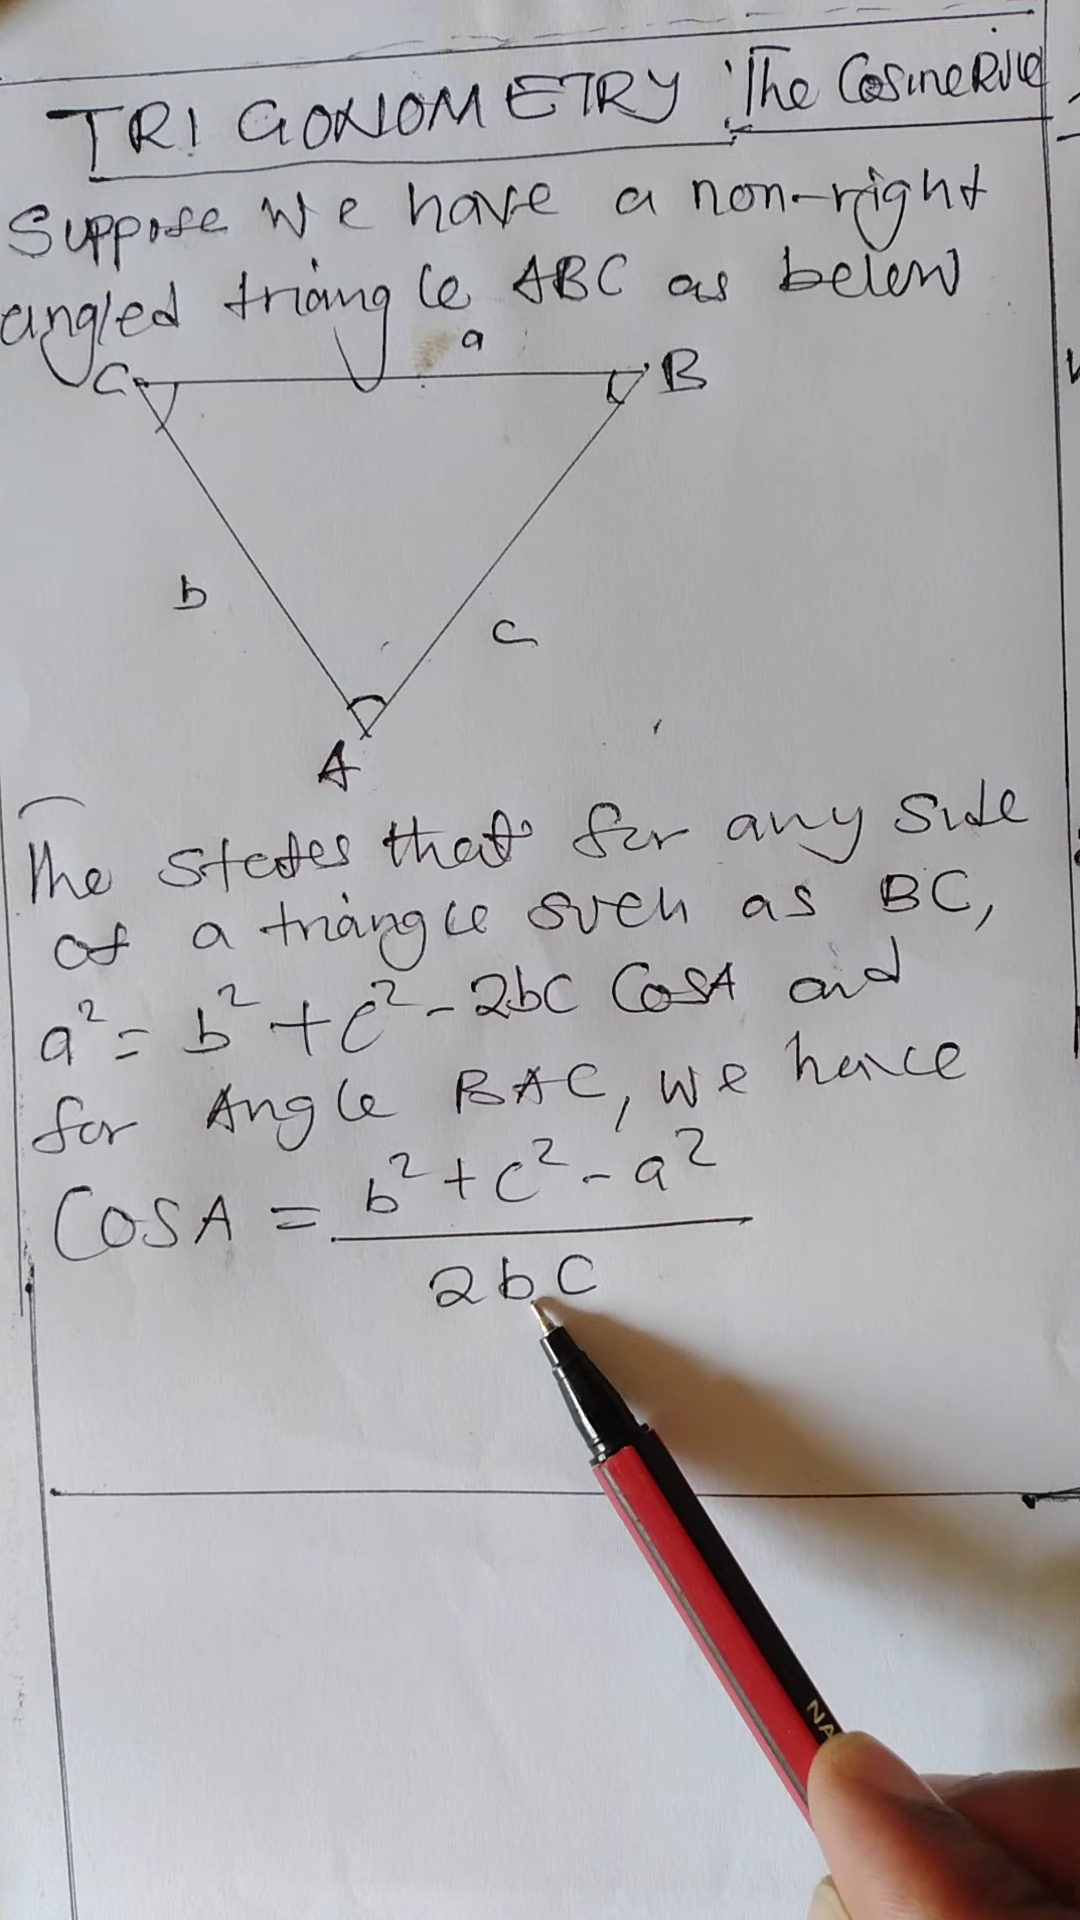 TRIGONOMETRY : The Cosine Rule
Suppose we have a non-right
angled triangle ABC as below
a
C
B
b
c
A
The states that for any side
of a triangle such as BC,
a² = b² + c² - 2bc CosA and
for Angle BAC, we have
CosA = b² + c² - a²
2bc
NA